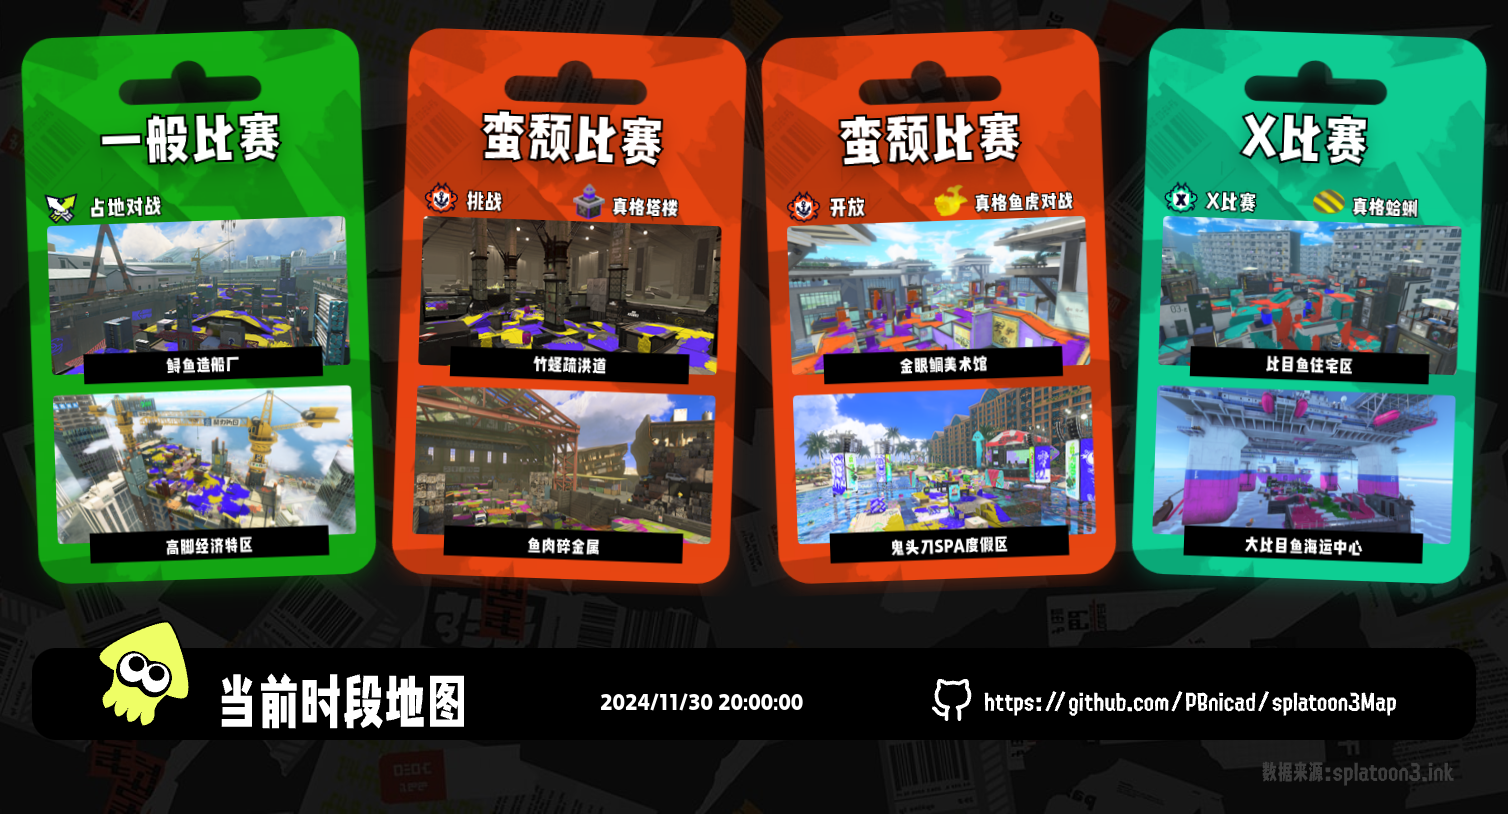 一般比赛
占地对战
鲟鱼造船厂
高脚经济特区
蛮颓比赛
挑战
真格塔楼
竹蛏疏洪道
鱼肉碎金属
蛮颓比赛
开放
真格鱼虎对战
金眼鲷美术馆
鬼头刀SPA度假区
X比赛
X比赛
真格蛤蜊
比目鱼住宅区
大比目鱼海运中心
当前时段地图
2024/11/30 20:00:00
https://github.com/PBnicad/splatoon3Map
数据来源:splatoon3.ink